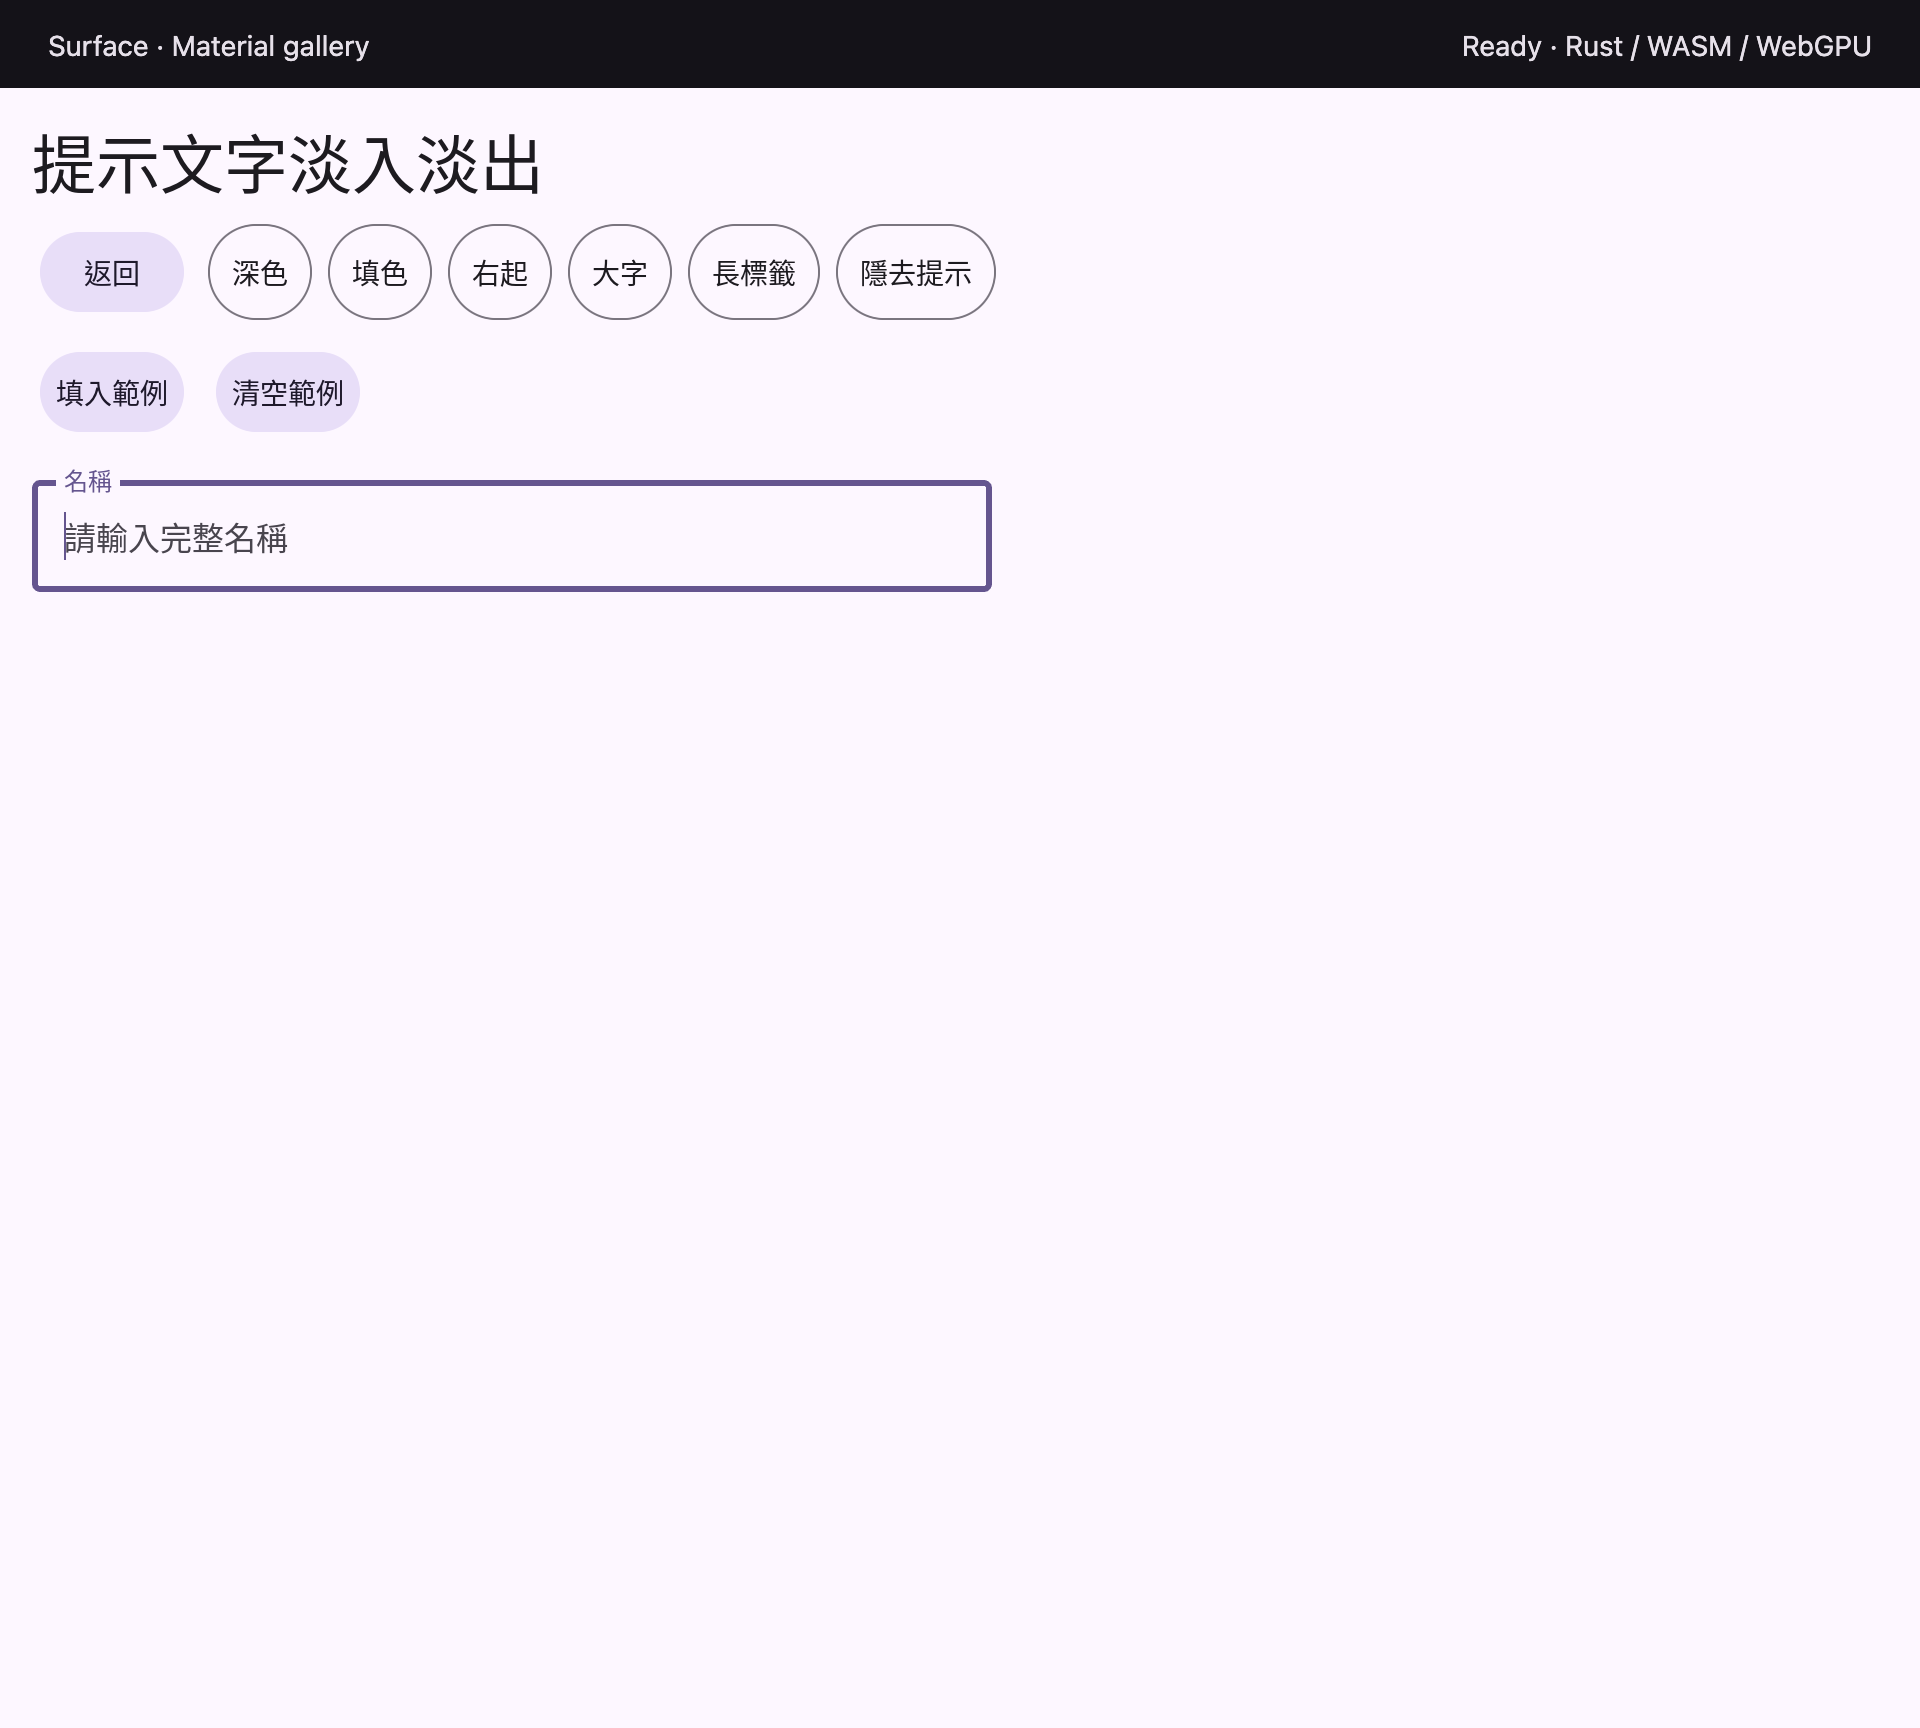 Surface · Material gallery
Ready · Rust / WASM / WebGPU
提示文字淡入淡出
返回 深色 填色 右起 大字 長標籤 隱去提示
填入範例 清空範例
名稱
請輸入完整名稱